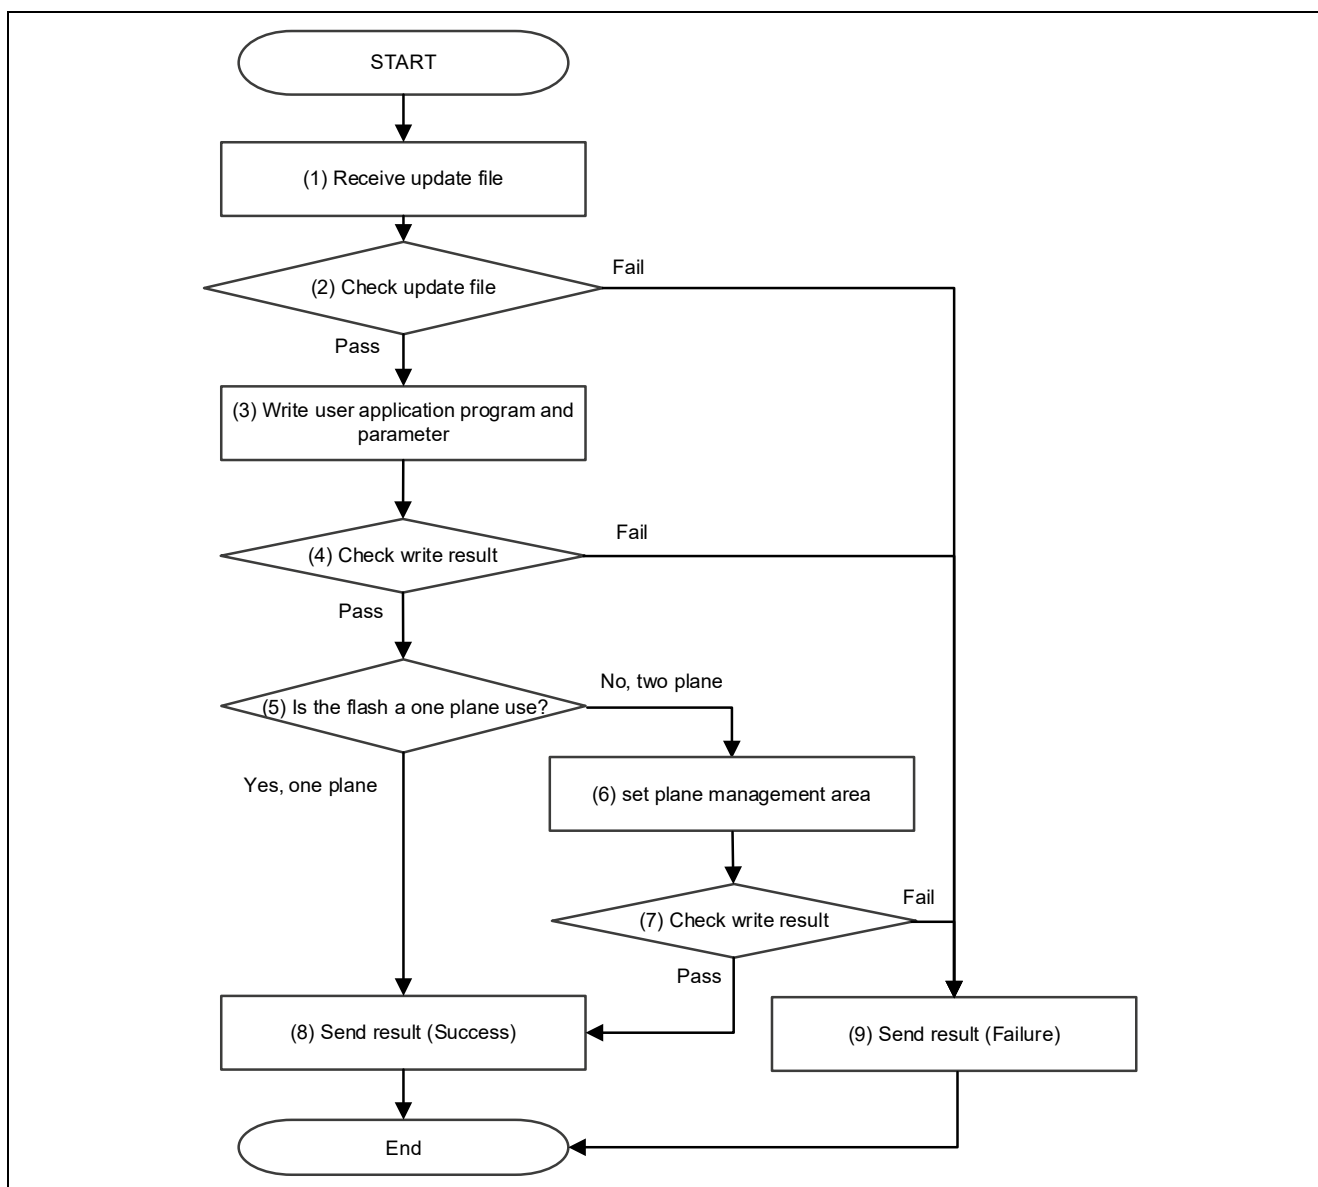 START
(1) Receive update file
Fail
(2) Check update file
Pass
(3) Write user application program and
parameter
Fail
(4) Check write result
Pass
No, two plane
(5) Is the flash a one plane use?
Yes, one plane
(6) set plane management area
Fail
(7) Check write result
Pass
(8) Send result (Success)
(9) Send result (Failure)
End